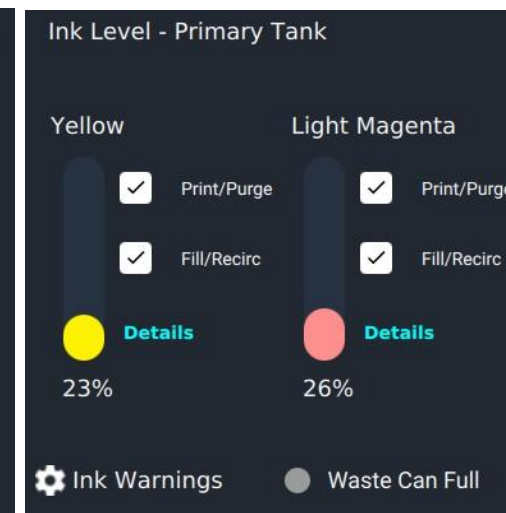 Ink Level - Primary Tank
Yellow Light Magenta
Print/Purge Print/Purge
Fill/Recirc Fill/Recirc
Details Details
23% 26%
Ink Warnings Waste Can Full